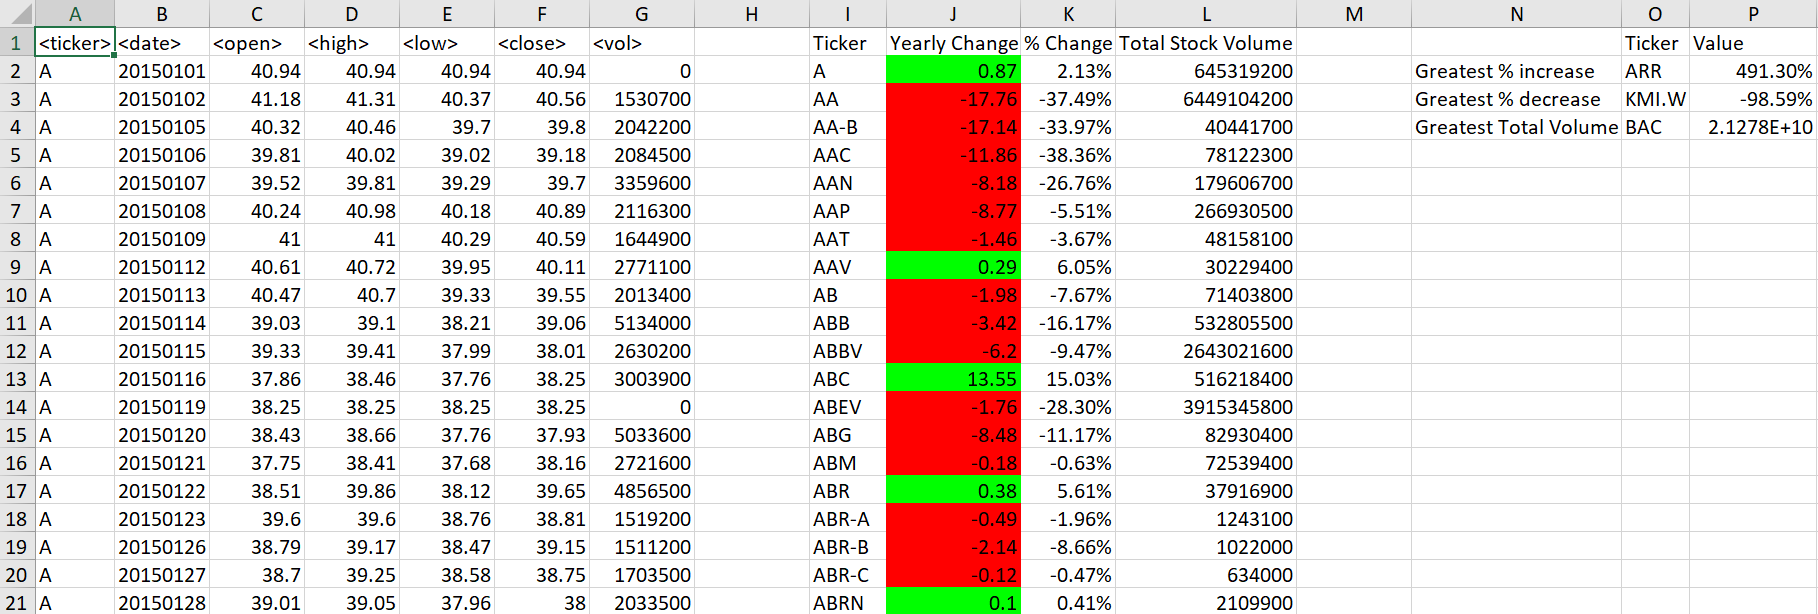 A B C D E F G H I J K L M N O P
1 <ticker> <date> <open> <high> <low> <close> <vol> Ticker Yearly Change % Change Total Stock Volume Ticker Value
2 A 20150101 40.94 40.94 40.94 40.94 0 A 0.87 2.13% 645319200 Greatest % increase ARR 491.30%
3 A 20150102 41.18 41.31 40.37 40.56 1530700 AA -17.76 -37.49% 6449104200 Greatest % decrease KMI.W -98.59%
4 A 20150105 40.32 40.46 39.7 39.8 2042200 AA-B -17.14 -33.97% 40441700 Greatest Total Volume BAC 2.1278E+10
5 A 20150106 39.81 40.02 39.02 39.18 2084500 AAC -11.86 -38.36% 78122300
6 A 20150107 39.52 39.81 39.29 39.7 3359600 AAN -8.18 -26.76% 179606700
7 A 20150108 40.24 40.98 40.18 40.89 2116300 AAP -8.77 -5.51% 266930500
8 A 20150109 41 41 40.29 40.59 1644900 AAT -1.46 -3.67% 48158100
9 A 20150112 40.61 40.72 39.95 40.11 2771100 AAV 0.29 6.05% 30229400
10 A 20150113 40.47 40.7 39.33 39.55 2013400 AB -1.98 -7.67% 71403800
11 A 20150114 39.03 39.1 38.21 39.06 5134000 ABB -3.42 -16.17% 532805500
12 A 20150115 39.33 39.41 37.99 38.01 2630200 ABBV -6.2 -9.47% 2643021600
13 A 20150116 37.86 38.46 37.76 38.25 3003900 ABC 13.55 15.03% 516218400
14 A 20150119 38.25 38.25 38.25 38.25 0 ABEV -1.76 -28.30% 3915345800
15 A 20150120 38.43 38.66 37.76 37.93 5033600 ABG -8.48 -11.17% 82930400
16 A 20150121 37.75 38.41 37.68 38.16 2721600 ABM -0.18 -0.63% 72539400
17 A 20150122 38.51 39.86 38.12 39.65 4856500 ABR 0.38 5.61% 37916900
18 A 20150123 39.6 39.6 38.76 38.81 1519200 ABR-A -0.49 -1.96% 1243100
19 A 20150126 38.79 39.17 38.47 39.15 1511200 ABR-B -2.14 -8.66% 1022000
20 A 20150127 38.7 39.25 38.58 38.75 1703500 ABR-C -0.12 -0.47% 634000
21 A 20150128 39.01 39.05 37.96 38 2033500 ABRN 0.1 0.41% 2109900